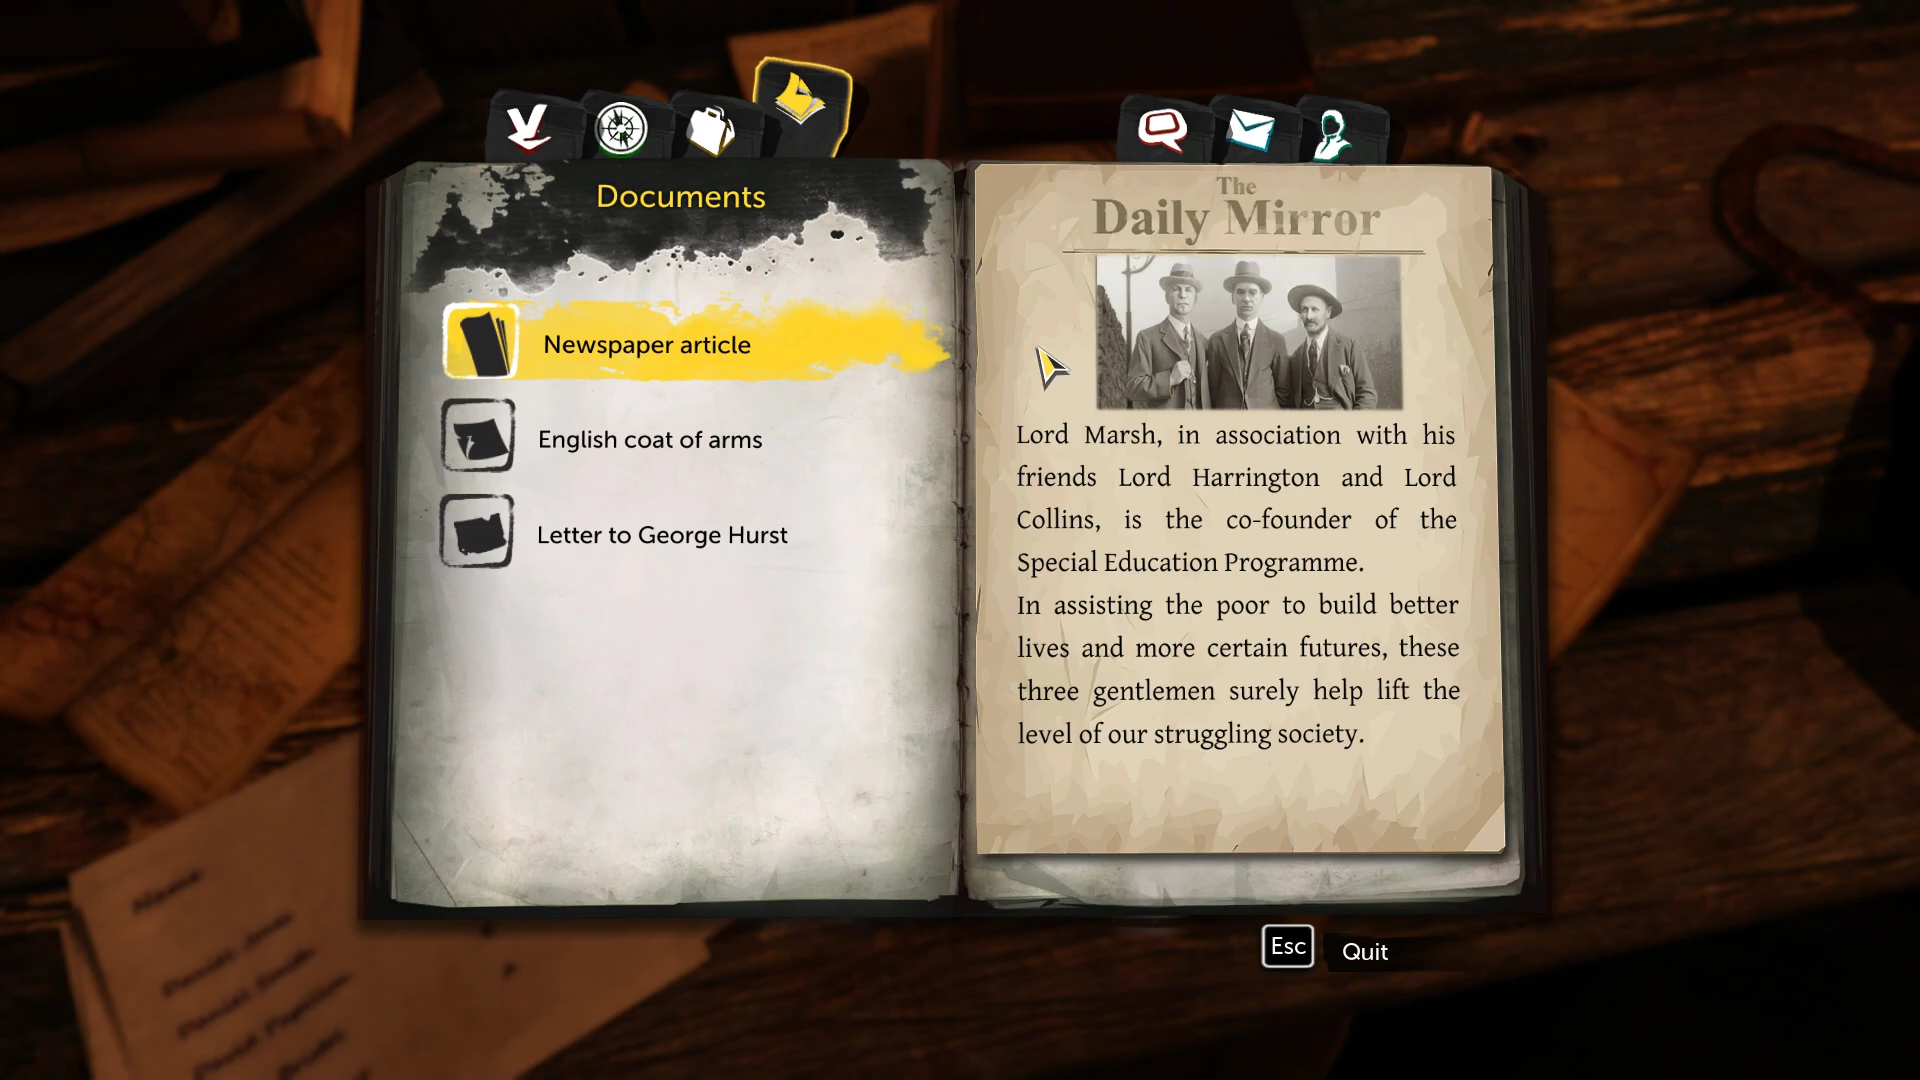 Documents
Newspaper article
English coat of arms
Letter to George Hurst
The
Daily Mirror
Lord Marsh, in association with his
friends Lord Harrington and Lord
Collins, is the co-founder of the
Special Education Programme.
In assisting the poor to build better
lives and more certain futures, these
three gentlemen surely help lift the
level of our struggling society.
Esc Quit
Name